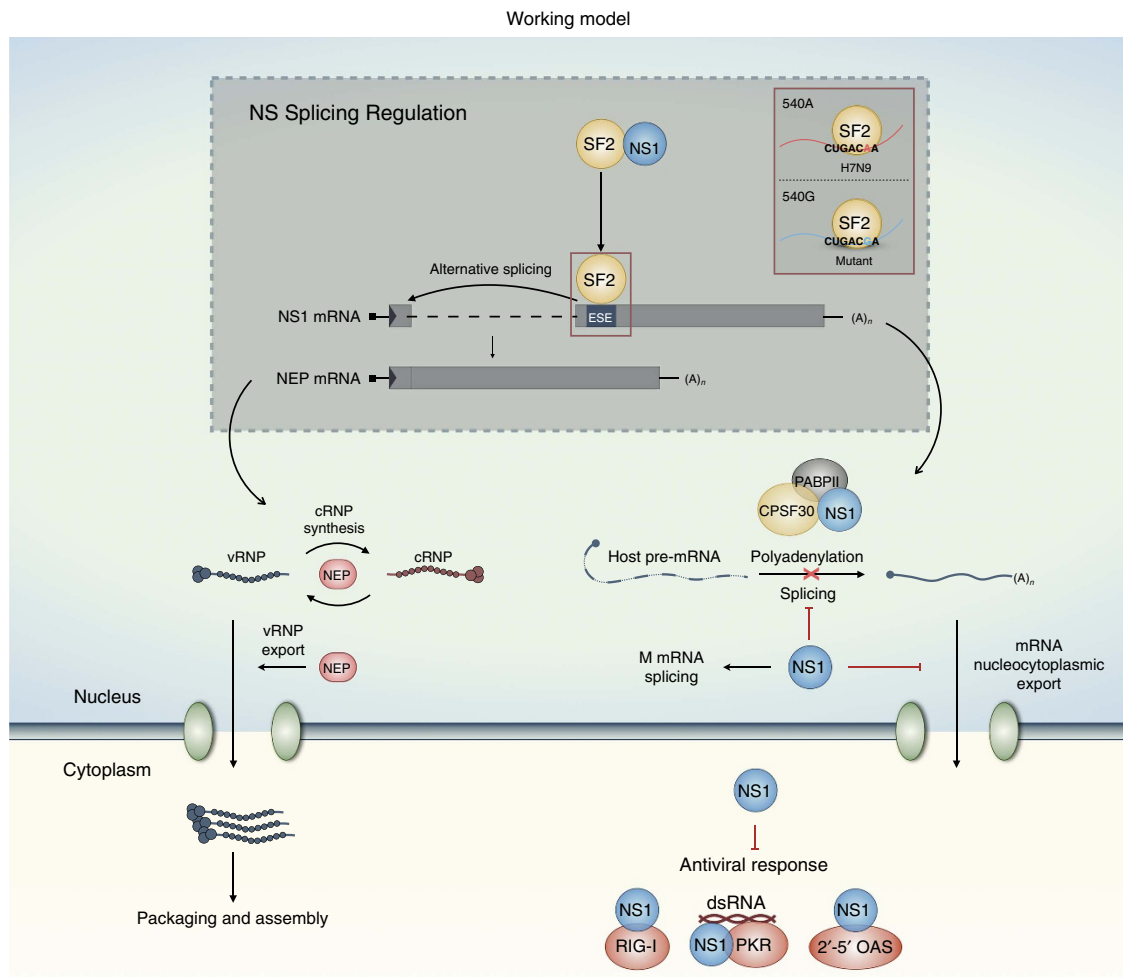 Working model
NS Splicing Regulation
SF2
NS1
540A
SF2
CUGACAA
H7N9
540G
SF2
CUGACGA
Mutant
Alternative splicing
SF2
NS1 mRNA
ESE
(A)n
NEP mRNA
(A)n
cRNP
synthesis
vRNP
NEP
cRNP
vRNP
export
NEP
PABPII
CPSF30
NS1
Host pre-mRNA
Polyadenylation
Splicing
(A)n
M mRNA
splicing
NS1
mRNA
nucleocytoplasmic
export
Nucleus
Cytoplasm
Packaging and assembly
NS1
Antiviral response
NS1
RIG-I
dsRNA
NS1
PKR
NS1
2′-5′ OAS